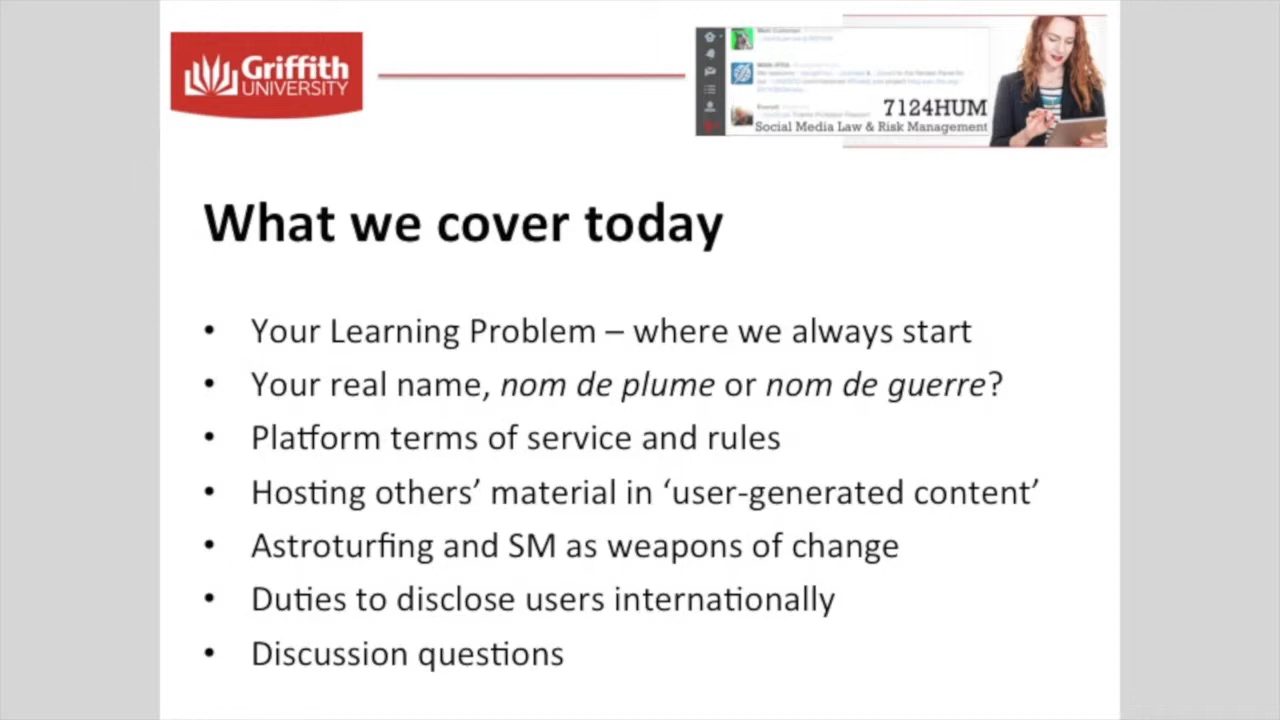 Griffith
UNIVERSITY
7124HUM
Social Media Law & Risk Management
What we cover today
• Your Learning Problem – where we always start
• Your real name, nom de plume or nom de guerre?
• Platform terms of service and rules
• Hosting others’ material in ‘user-generated content’
• Astroturfing and SM as weapons of change
• Duties to disclose users internationally
• Discussion questions